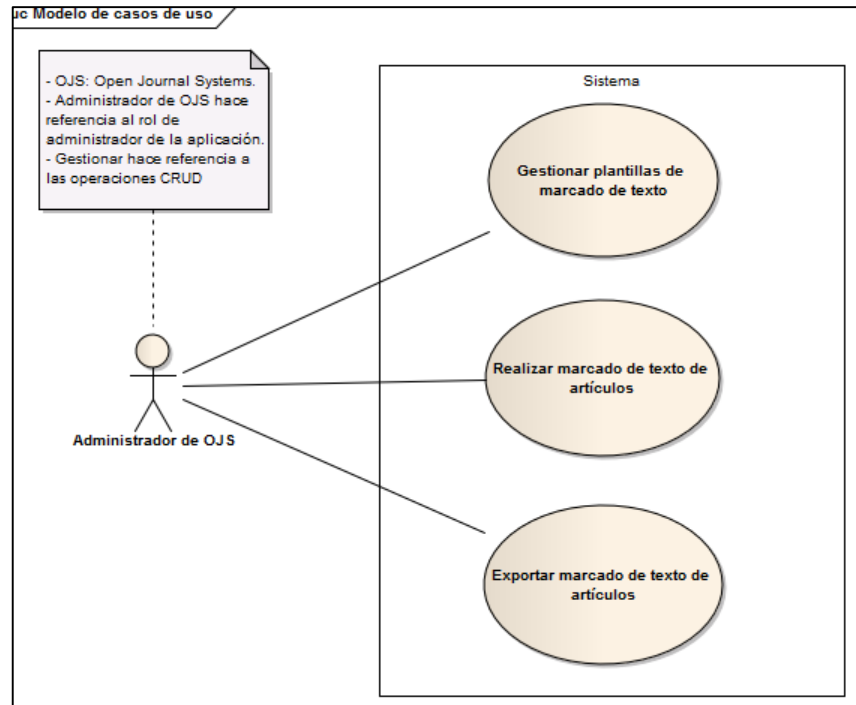 uc Modelo de casos de uso
- OJS: Open Journal Systems.
- Administrador de OJS hace
referencia al rol de
administrador de la aplicación.
- Gestionar hace referencia a
las operaciones CRUD
Sistema
Gestionar plantillas de
marcado de texto
Realizar marcado de texto de
artículos
Administrador de OJS
Exportar marcado de texto de
artículos